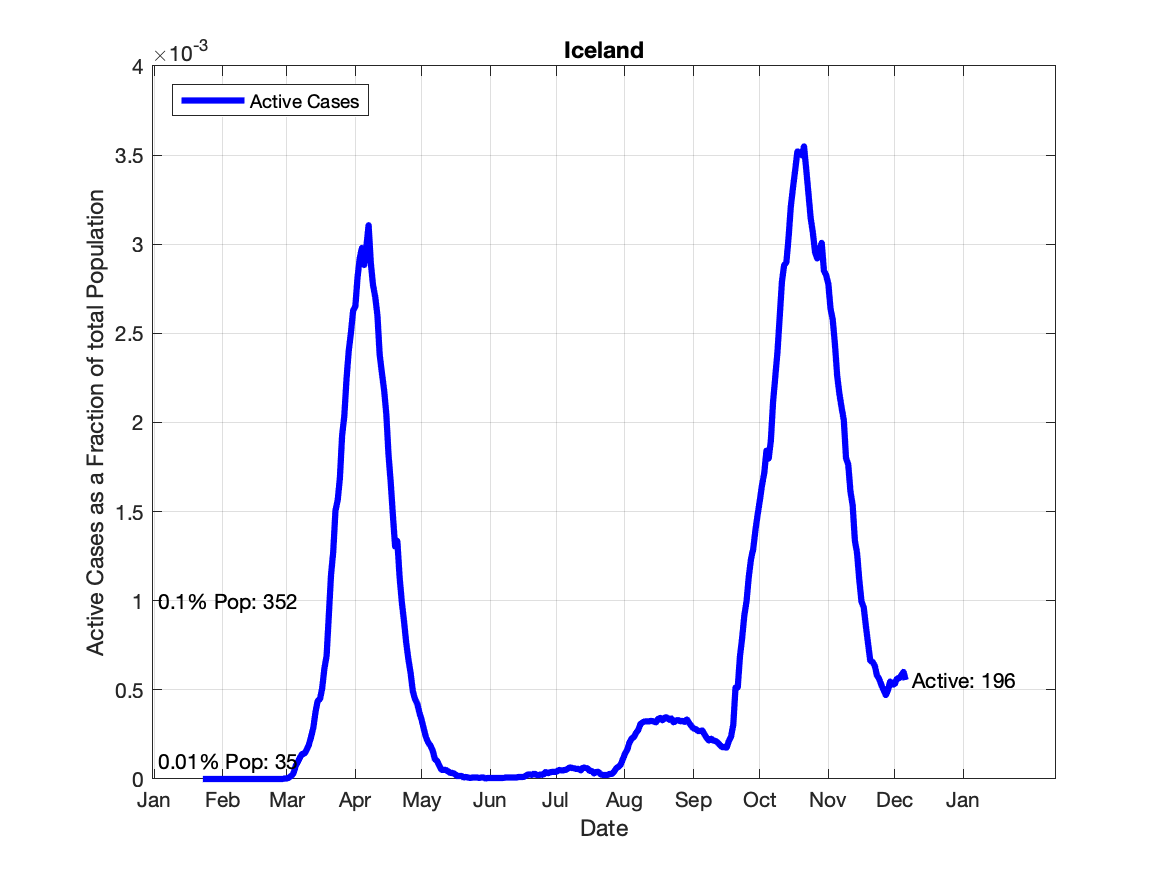 Iceland
×10-3
Active Cases
4
3.5
3
2.5
2
1.5
1
0.5
0
Active Cases as a Fraction of total Population
0.1% Pop: 352
0.01% Pop: 35
Active: 196
Jan Feb Mar Apr May Jun Jul Aug Sep Oct Nov Dec Jan
Date